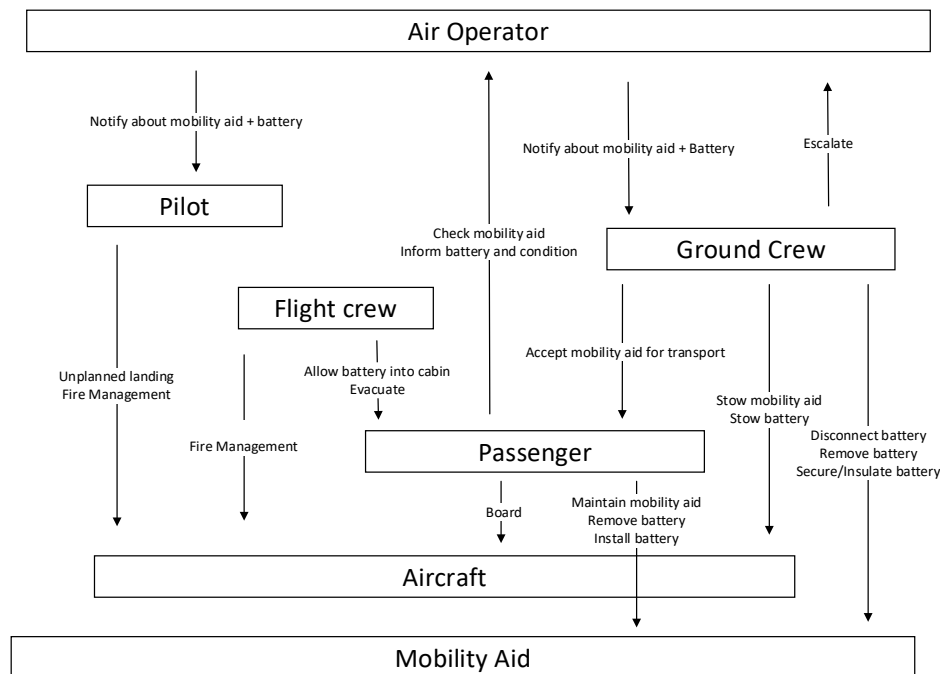 Air Operator
Notify about mobility aid + battery
Notify about mobility aid + Battery
Escalate
Pilot
Check mobility aid
Inform battery and condition
Ground Crew
Flight crew
Accept mobility aid for transport
Unplanned landing
Fire Management
Allow battery into cabin
Evacuate
Stow mobility aid
Stow battery
Fire Management
Passenger
Disconnect battery
Remove battery
Secure/Insulate battery
Board
Maintain mobility aid
Remove battery
Install battery
Aircraft
Mobility Aid